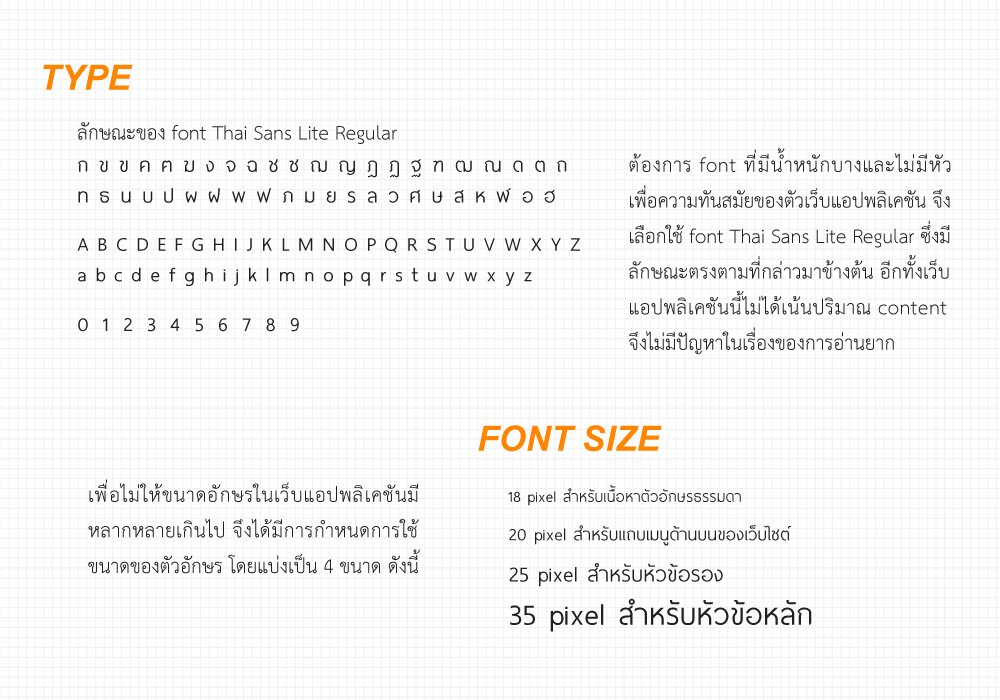 TYPE
ลักษณะของ font Thai Sans Lite Regular
ก ข ฃ ค ฅ ฆ ง จ ฉ ช ซ ฌ ญ ฎ ฏ ฐ ฑ ฒ ณ ด ต ถ
ท ธ น บ ป ผ ฝ พ ฟ ภ ม ย ร ล ว ศ ษ ส ห ฬ อ ฮ
A B C D E F G H I J K L M N O P Q R S T U V W X Y Z
a b c d e f g h i j k l m n o p q r s t u v w x y z
0 1 2 3 4 5 6 7 8 9
ต้องการ font ที่มีน้ำหนักบางและไม่มีหัว
เพื่อความทันสมัยของตัวเว็บแอปพลิเคชัน จึง
เลือกใช้ font Thai Sans Lite Regular ซึ่งมี
ลักษณะตรงตามที่กล่าวมาข้างต้น อีกทั้งเว็บ
แอปพลิเคชันนี้ไม่ได้เน้นปริมาณ content
จึงไม่มีปัญหาในเรื่องของการอ่านยาก
FONT SIZE
เพื่อไม่ให้ขนาดอักษรในเว็บแอปพลิเคชันมี
หลากหลายเกินไป จึงได้มีการกำหนดการใช้
ขนาดของตัวอักษร โดยแบ่งเป็น 4 ขนาด ดังนี้
18 pixel สำหรับเนื้อหาตัวอักษรธรรมดา
20 pixel สำหรับแถบเมนูด้านบนของเว็บไซต์
25 pixel สำหรับหัวข้อรอง
35 pixel สำหรับหัวข้อหลัก